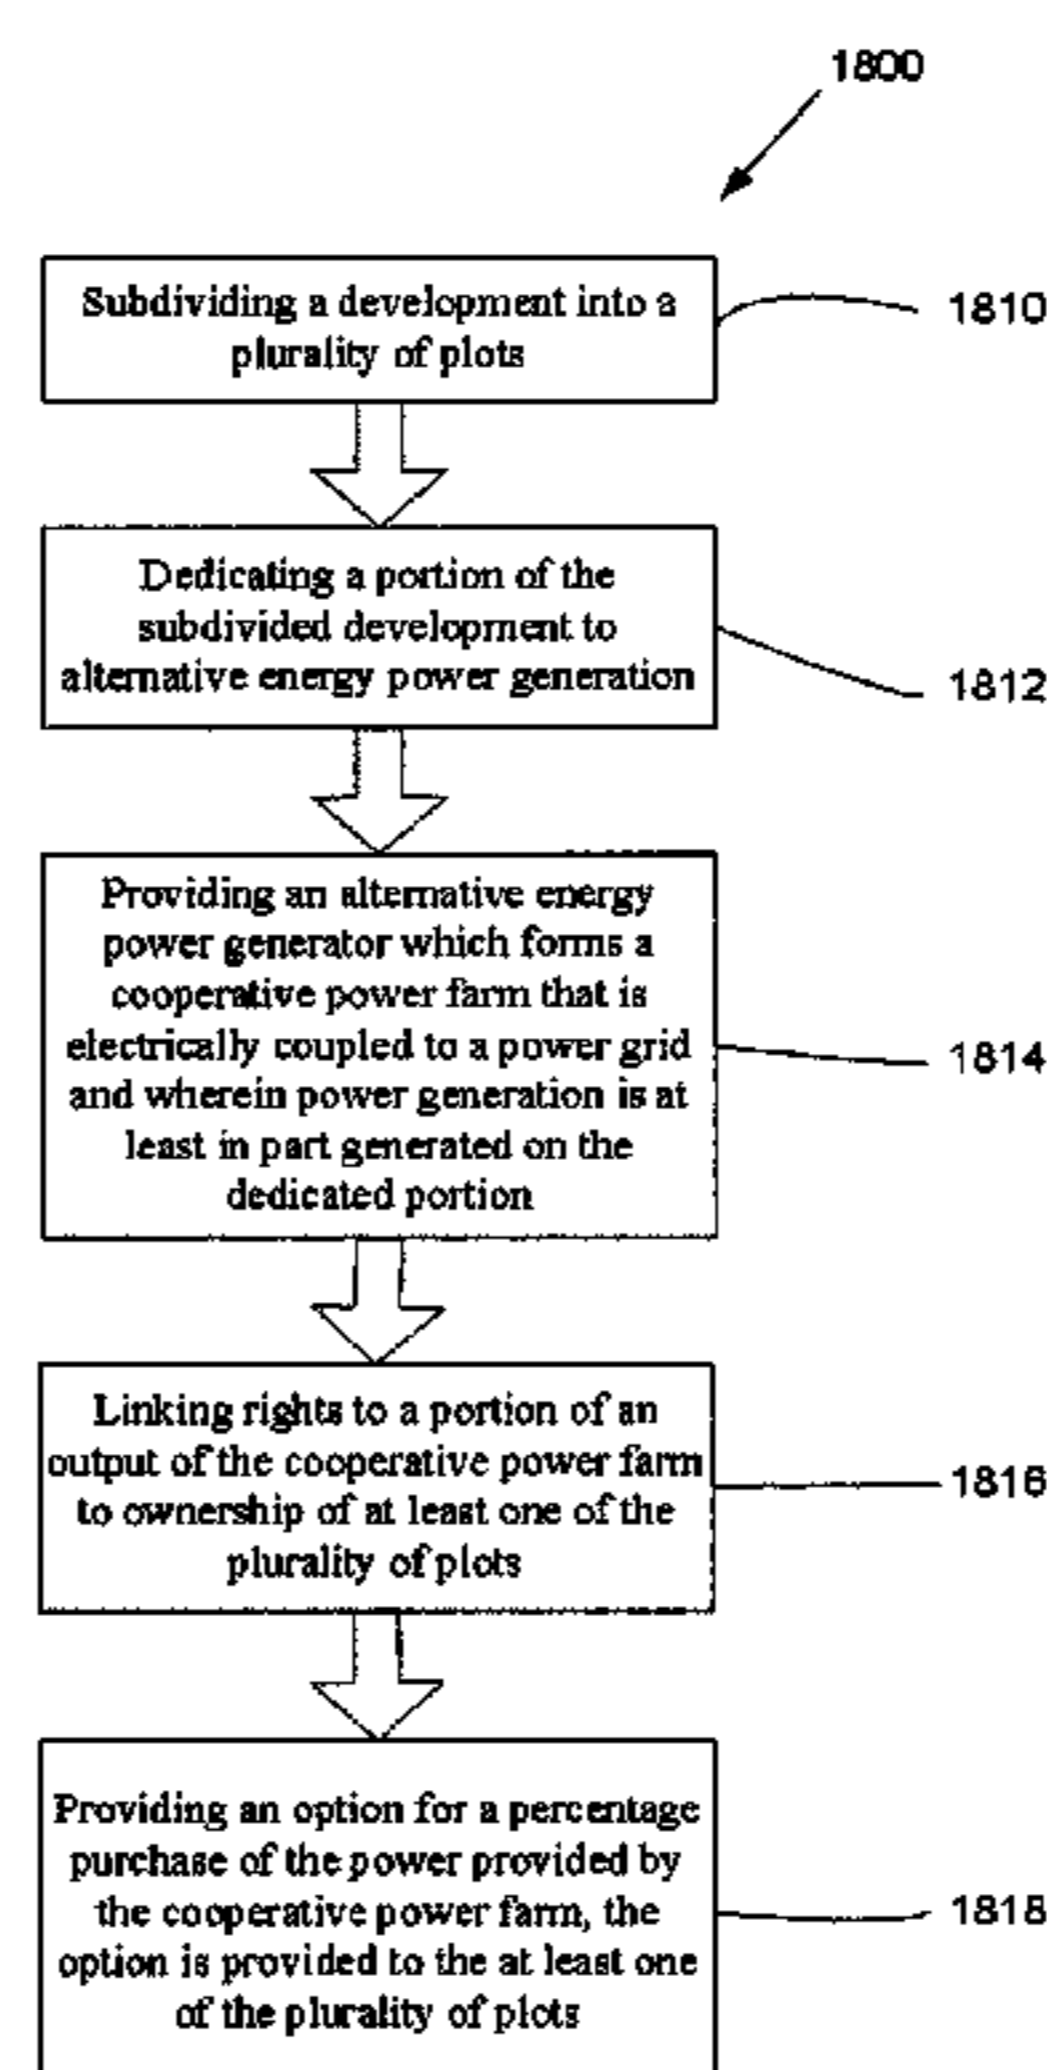 1800
Subdividing a development into a
plurality of plots
1810
Dedicating a portion of the
subdivided development to
alternative energy power generation
1812
Providing an alternative energy
power generator which forms a
cooperative power farm that is
electrically coupled to a power grid
and wherein power generation is at
least in part generated on the
dedicated portion
1814
Linking rights to a portion of an
output of the cooperative power farm
to ownership of at least one of the
plurality of plots
1816
Providing an option for a percentage
purchase of the power provided by
the cooperative power farm, the
option is provided to the at least one
of the plurality of plots
1818